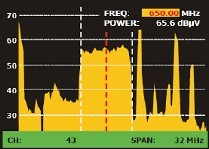 70 FREQ: 650.00 MHz
POWER: 65.6 dBµV
60
50
40
30
CH: 43 SPAN: 32 MHz